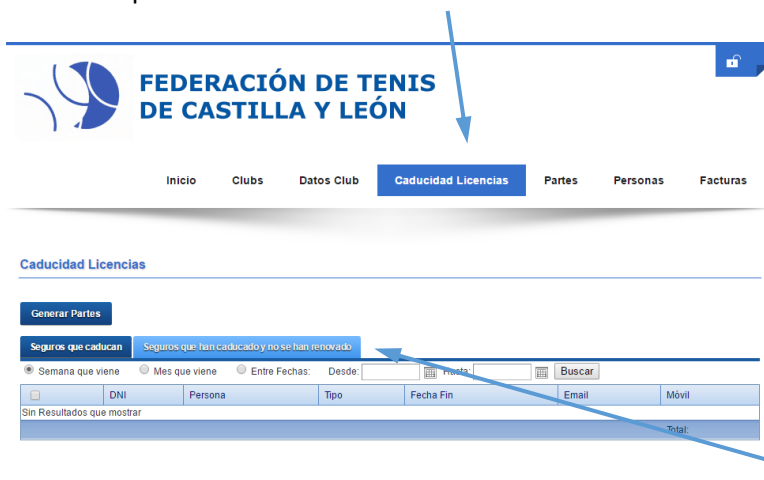 FEDERACIÓN DE TENIS
DE CASTILLA Y LEÓN
Inicio Clubs Datos Club Caducidad Licencias Partes Personas Facturas
Caducidad Licencias
Generar Partes
Seguros que caducan Seguros que han caducado y no se han renovado
Semana que viene Mes que viene Entre Fechas: Desde: Hasta: Buscar
DNI Persona Tipo Fecha Fin Email Móvil
Sin Resultados que mostrar
Total: